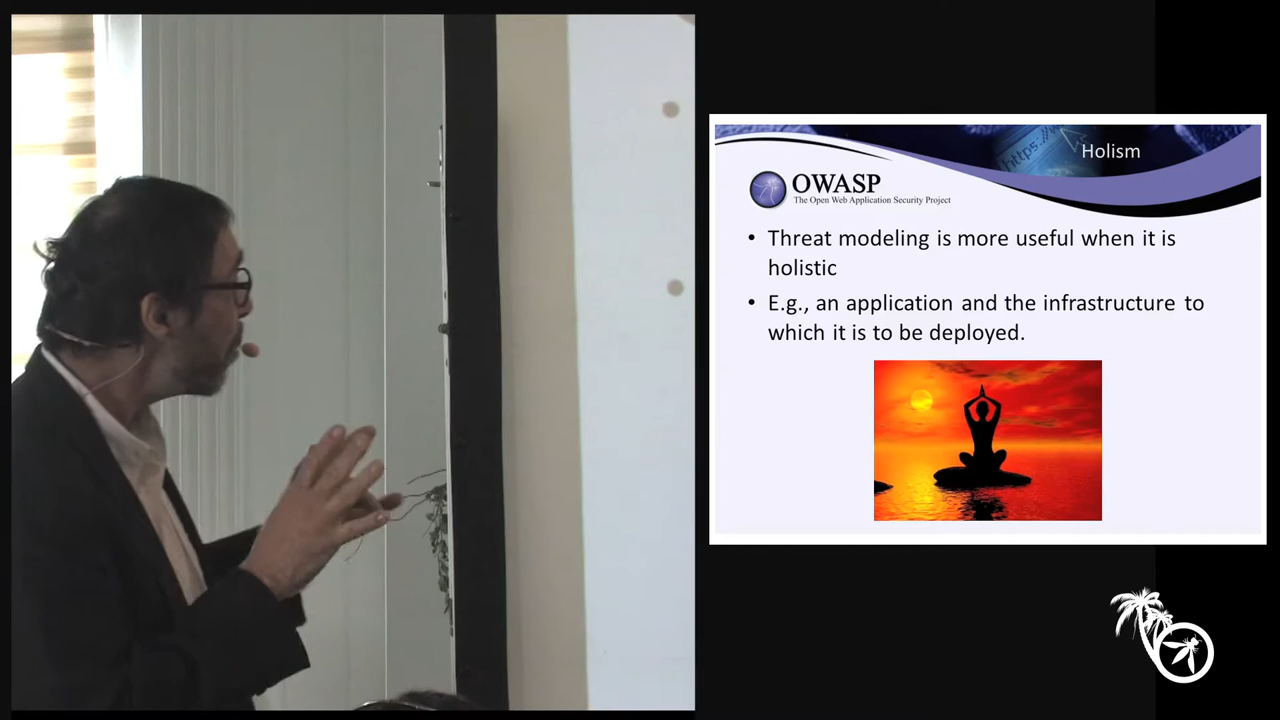 https://
Holism
OWASP
The Open Web Application Security Project
• Threat modeling is more useful when it is
holistic
• E.g., an application and the infrastructure to
which it is to be deployed.